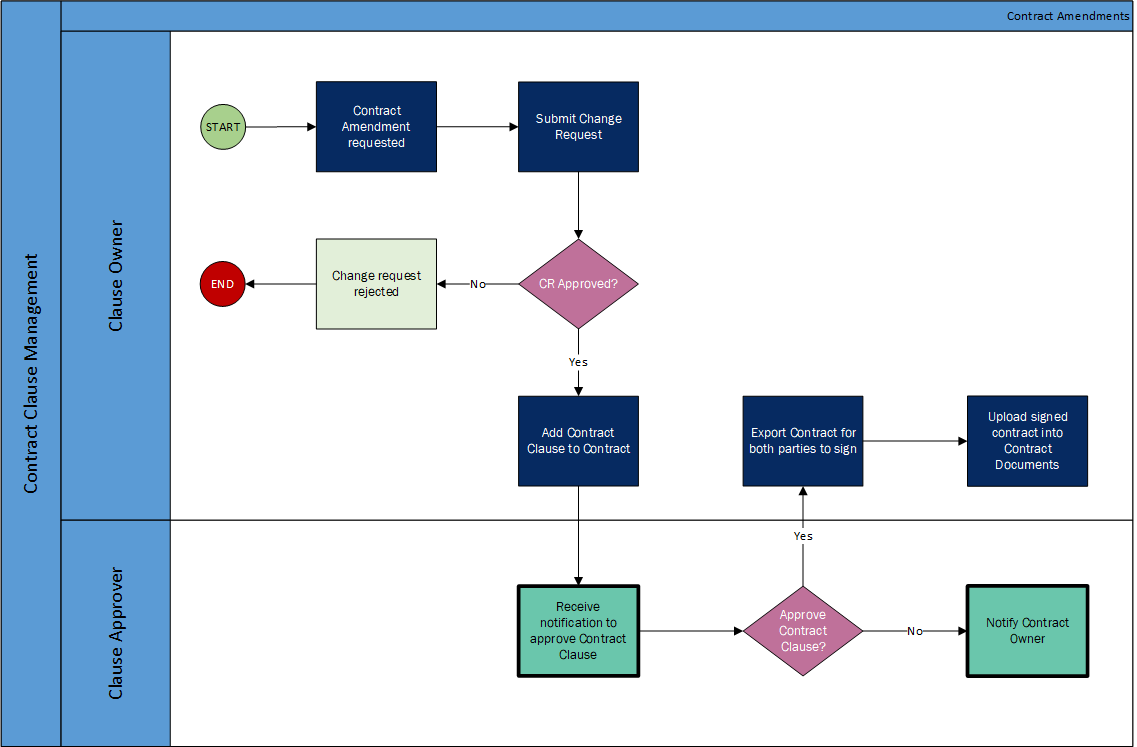 Contract Amendments
Contract Clause Management
Clause Owner
START
Contract
Amendment
requested
Submit Change
Request
END
Change request
rejected
No
CR Approved?
Yes
Add Contract
Clause to Contract
Export Contract for
both parties to sign
Upload signed
contract into
Contract
Documents
Clause Approver
Yes
Receive
notification to
approve Contract
Clause
Approve
Contract
Clause?
No
Notify Contract
Owner